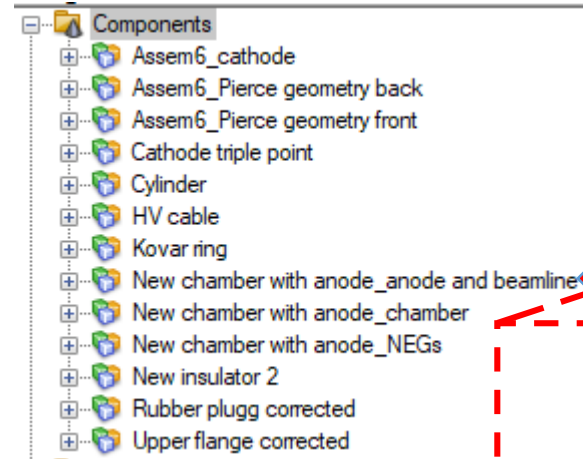 Components
Assem6_cathode
Assem6_Pierce geometry back
Assem6_Pierce geometry front
Cathode triple point
Cylinder
HV cable
Kovar ring
New chamber with anode_anode and beamline
New chamber with anode_chamber
New chamber with anode_NEGs
New insulator 2
Rubber plugg corrected
Upper flange corrected